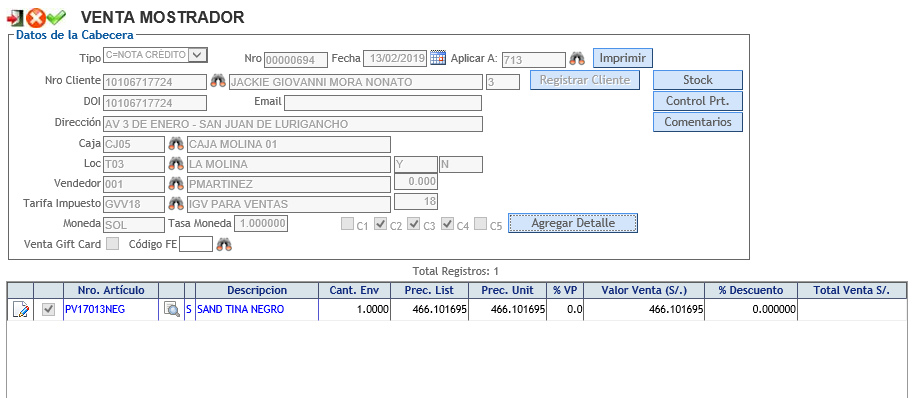 VENTA MOSTRADOR
Datos de la Cabecera
Tipo C=NOTA CRÉDITO Nro 00000694 Fecha 13/02/2019 Aplicar A: 713 Imprimir
Nro Cliente 10106717724 JACKIE GIOVANNI MORA NONATO 3 Registrar Cliente Stock
DOI 10106717724 Email Control Prt.
Dirección AV 3 DE ENERO - SAN JUAN DE LURIGANCHO Comentarios
Caja CJ05 CAJA MOLINA 01
Loc T03 LA MOLINA Y N
Vendedor 001 PMARTINEZ 0.000
Tarifa Impuesto GVV18 IGV PARA VENTAS 18
Moneda SOL Tasa Moneda 1.000000 C1 C2 C3 C4 C5 Agregar Detalle
Venta Gift Card Código FE
Total Registros: 1
Nro. Artículo Descripcion Cant. Env Prec. List Prec. Unit % VP Valor Venta (S/.) % Descuento Total Venta S/.
PV17013NEG S SAND TINA NEGRO 1.0000 466.101695 466.101695 0.0 466.101695 0.000000